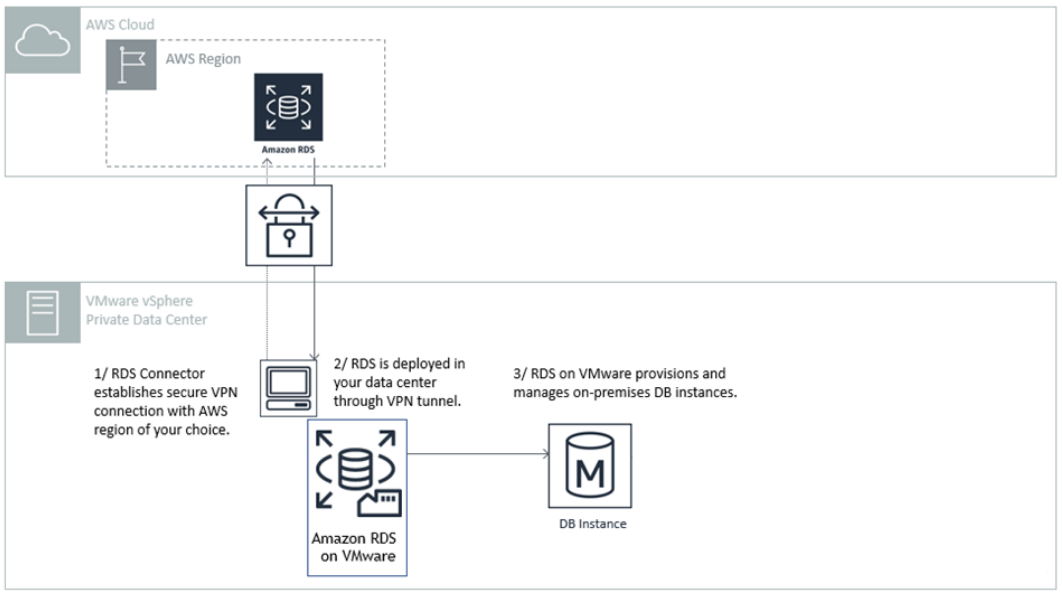 AWS Cloud
AWS Region
Amazon RDS
VMware vSphere
Private Data Center
1/ RDS Connector
establishes secure VPN
connection with AWS
region of your choice.
2/ RDS is deployed in
your data center
through VPN tunnel.
3/ RDS on VMware provisions and
manages on-premises DB instances.
Amazon RDS
on VMware
M
DB Instance